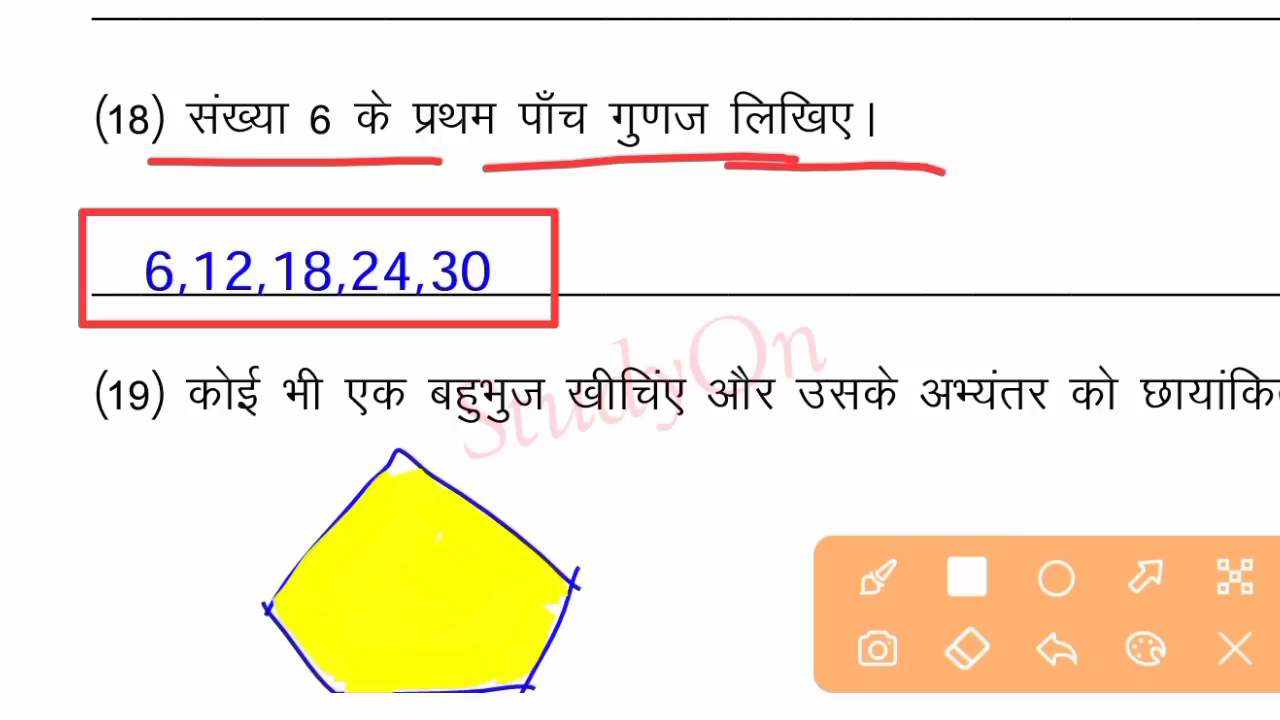 (18) संख्या 6 के प्रथम पाँच गुणज लिखिए।
6,12,18,24,30
StudyOn
(19) कोई भी एक बहुभुज खीचिंए और उसके अभ्यंतर को